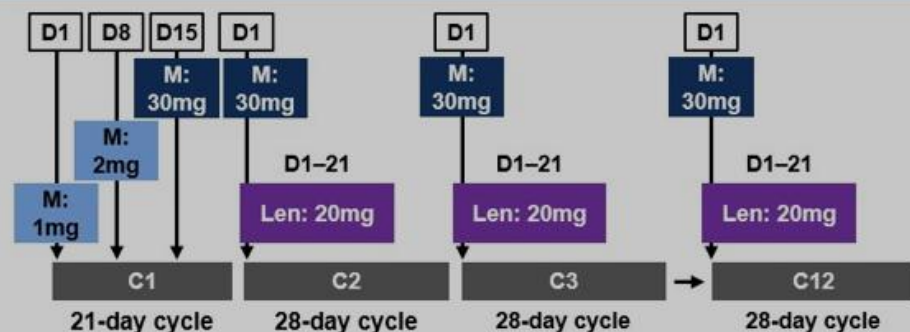 D1 D8 D15 D1 D1 D1
M: 30mg
M: 30mg
M: 30mg
M: 30mg
M: 2mg
D1–21 D1–21 D1–21
M: 1mg
Len: 20mg Len: 20mg Len: 20mg
C1 C2 C3 C12
21-day cycle 28-day cycle 28-day cycle 28-day cycle